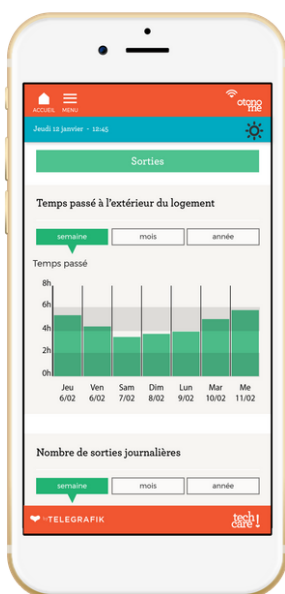 ACCUEIL MENU
otono
me
Jeudi 12 janvier · 12:45
Sorties
Temps passé à l'extérieur du logement
semaine mois année
Temps passé
8h
6h
4h
2h
0h
Jeu Ven Sam Dim Lun Mar Me
6/02 6/02 7/02 8/02 9/02 10/02 11/02
Nombre de sorties journalières
semaine mois année
by TELEGRAFIK
tech
care !